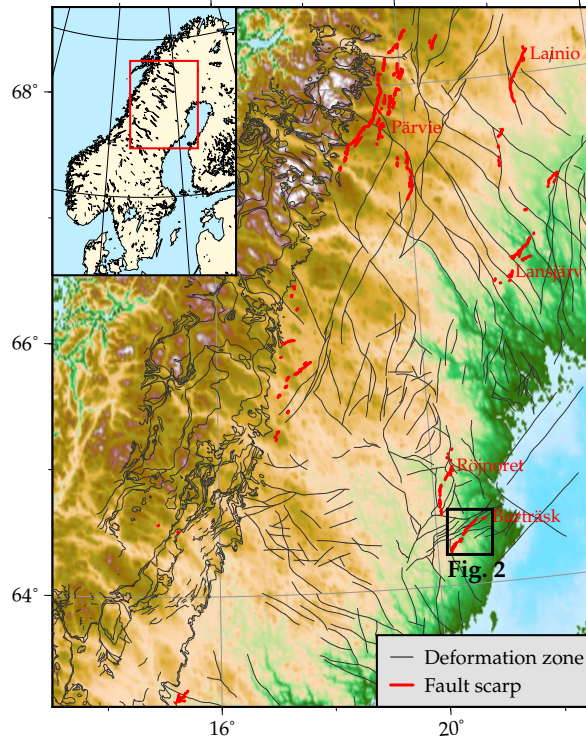 Lainio
68°
Pärvie
Lansjärv
66°
Röjnoret
Burträsk
Fig. 2
64°
Deformation zone
Fault scarp
16°
20°